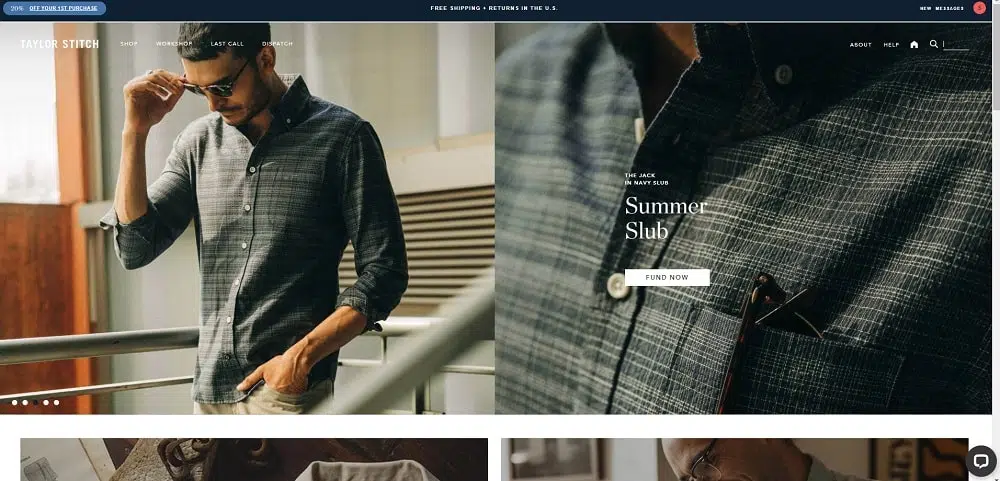 20% OFF YOUR 1ST PURCHASE
FREE SHIPPING + RETURNS IN THE U.S.
NEW MESSAGES
TAYLOR STITCH
SHOP
WORKSHOP
LAST CALL
DISPATCH
ABOUT
HELP
THE JACK
IN NAVY SLUB
Summer
Slub
FUND NOW